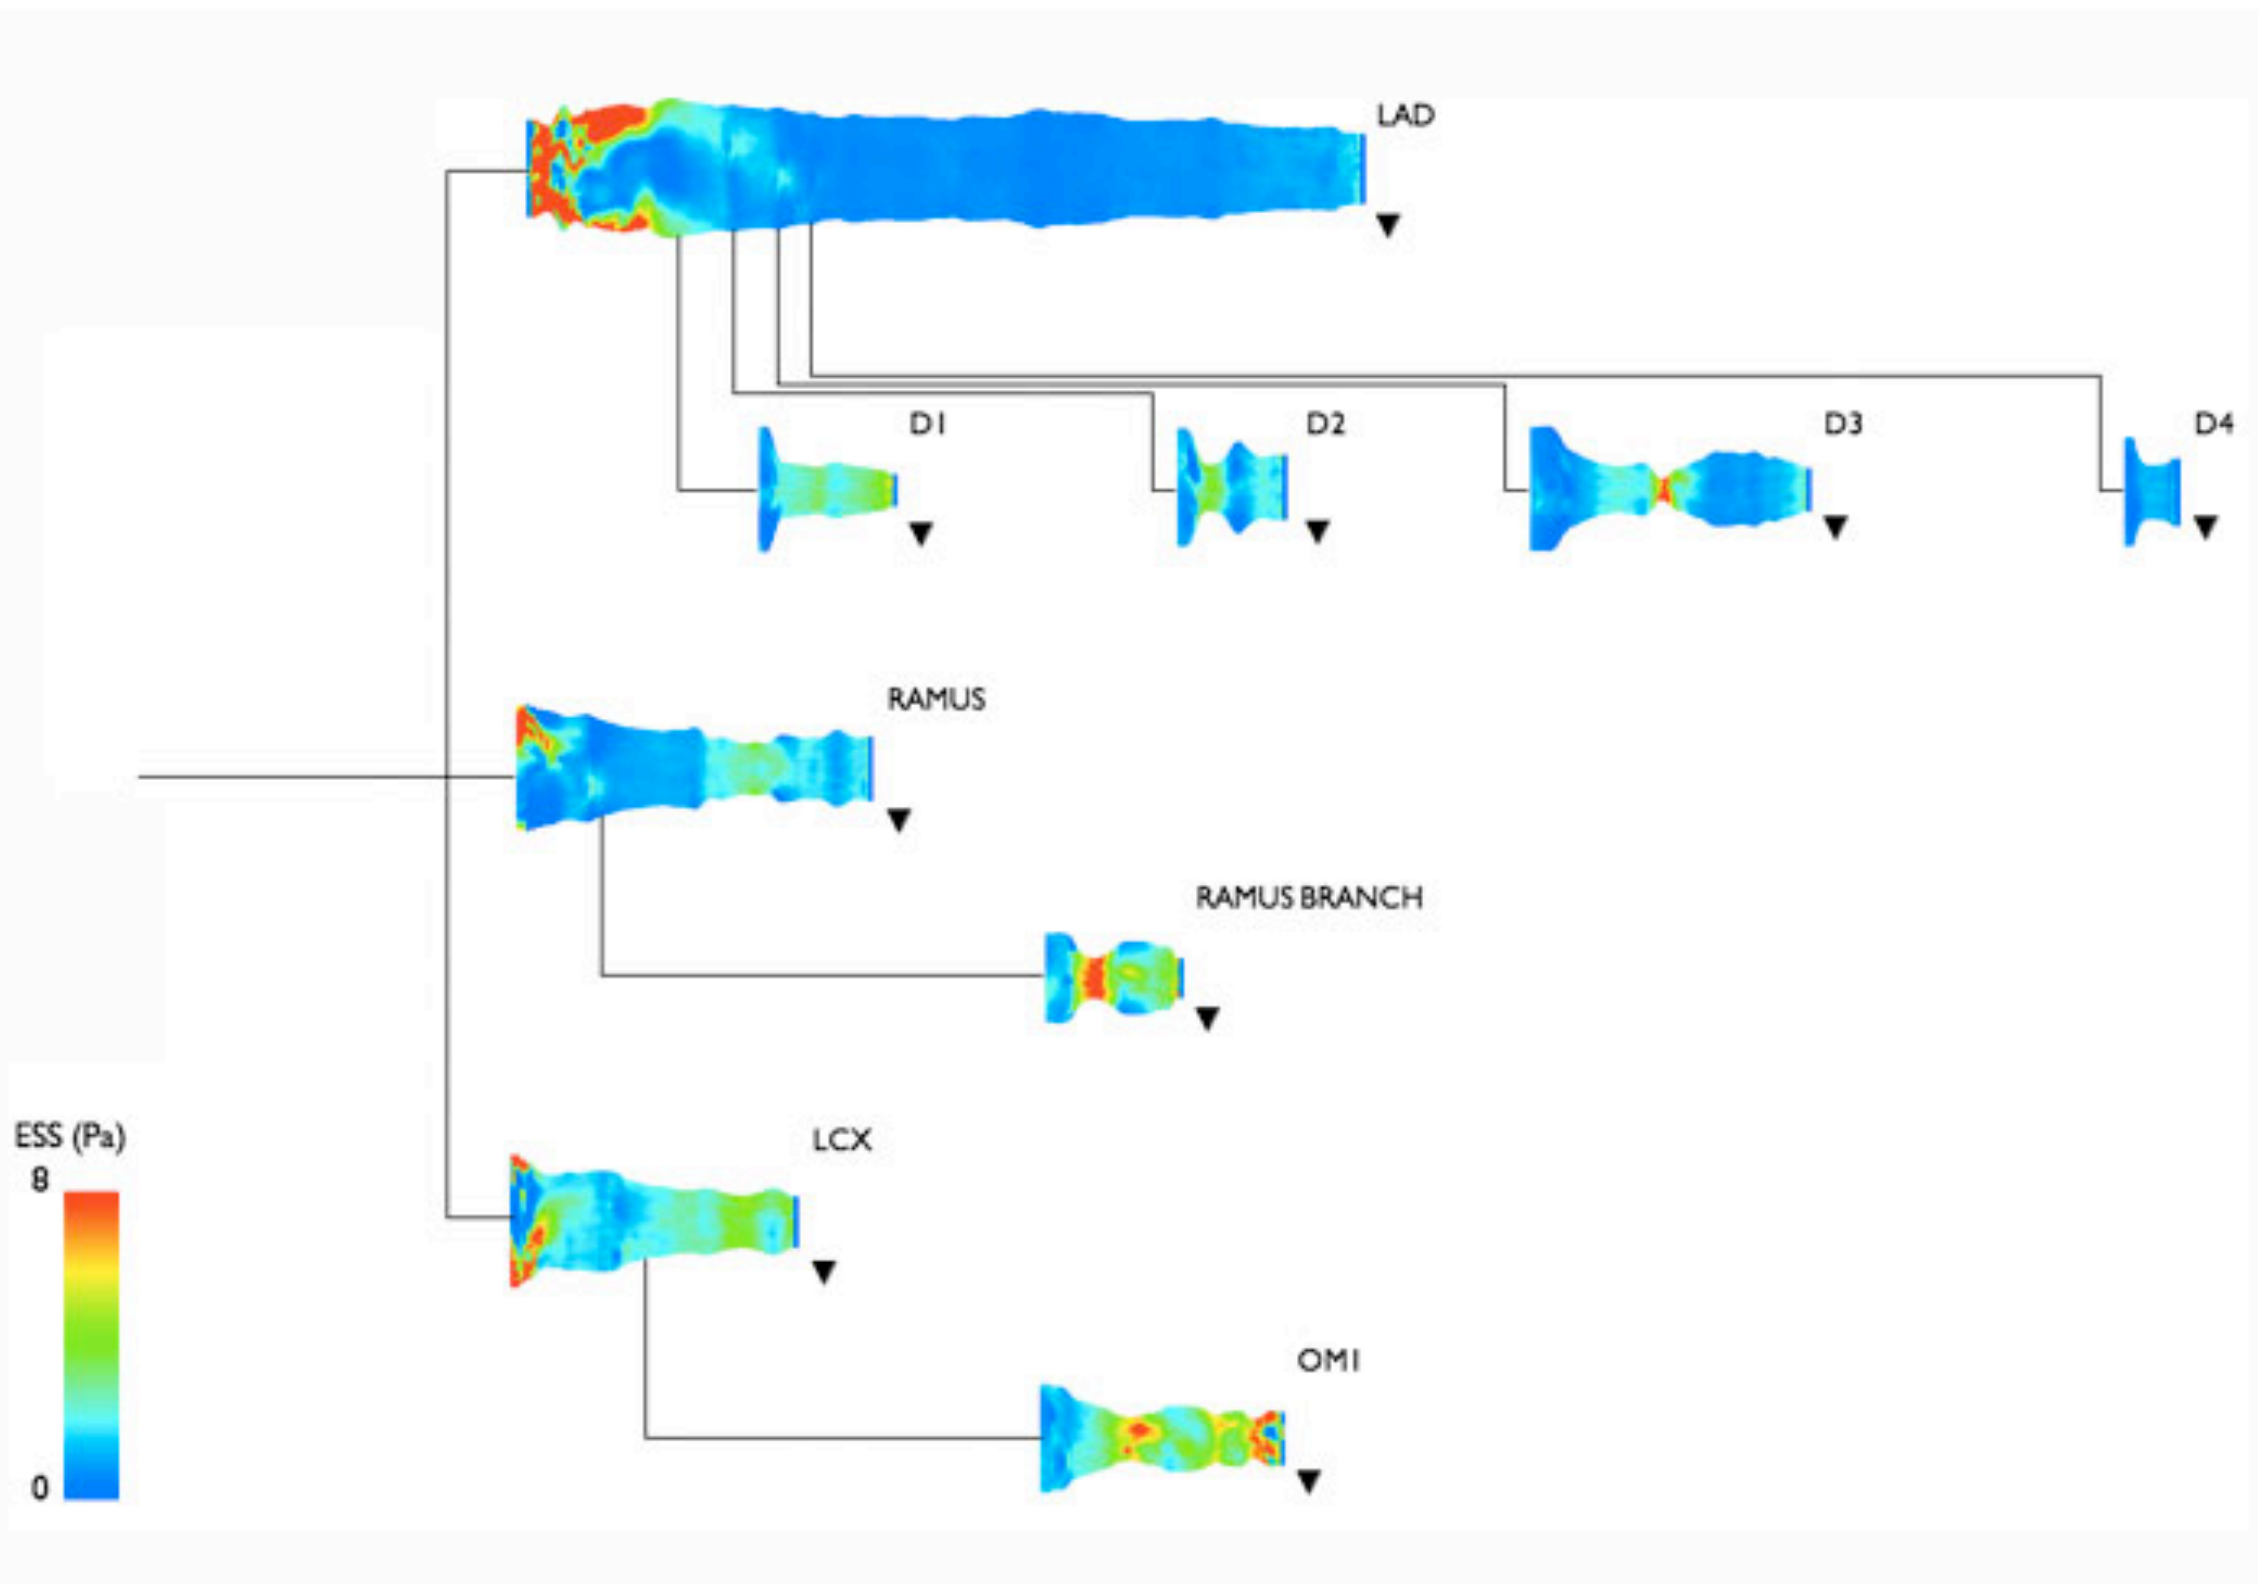 LAD
D1
D2
D3
D4
RAMUS
RAMUS BRANCH
ESS (Pa)
8
0
LCX
OM1